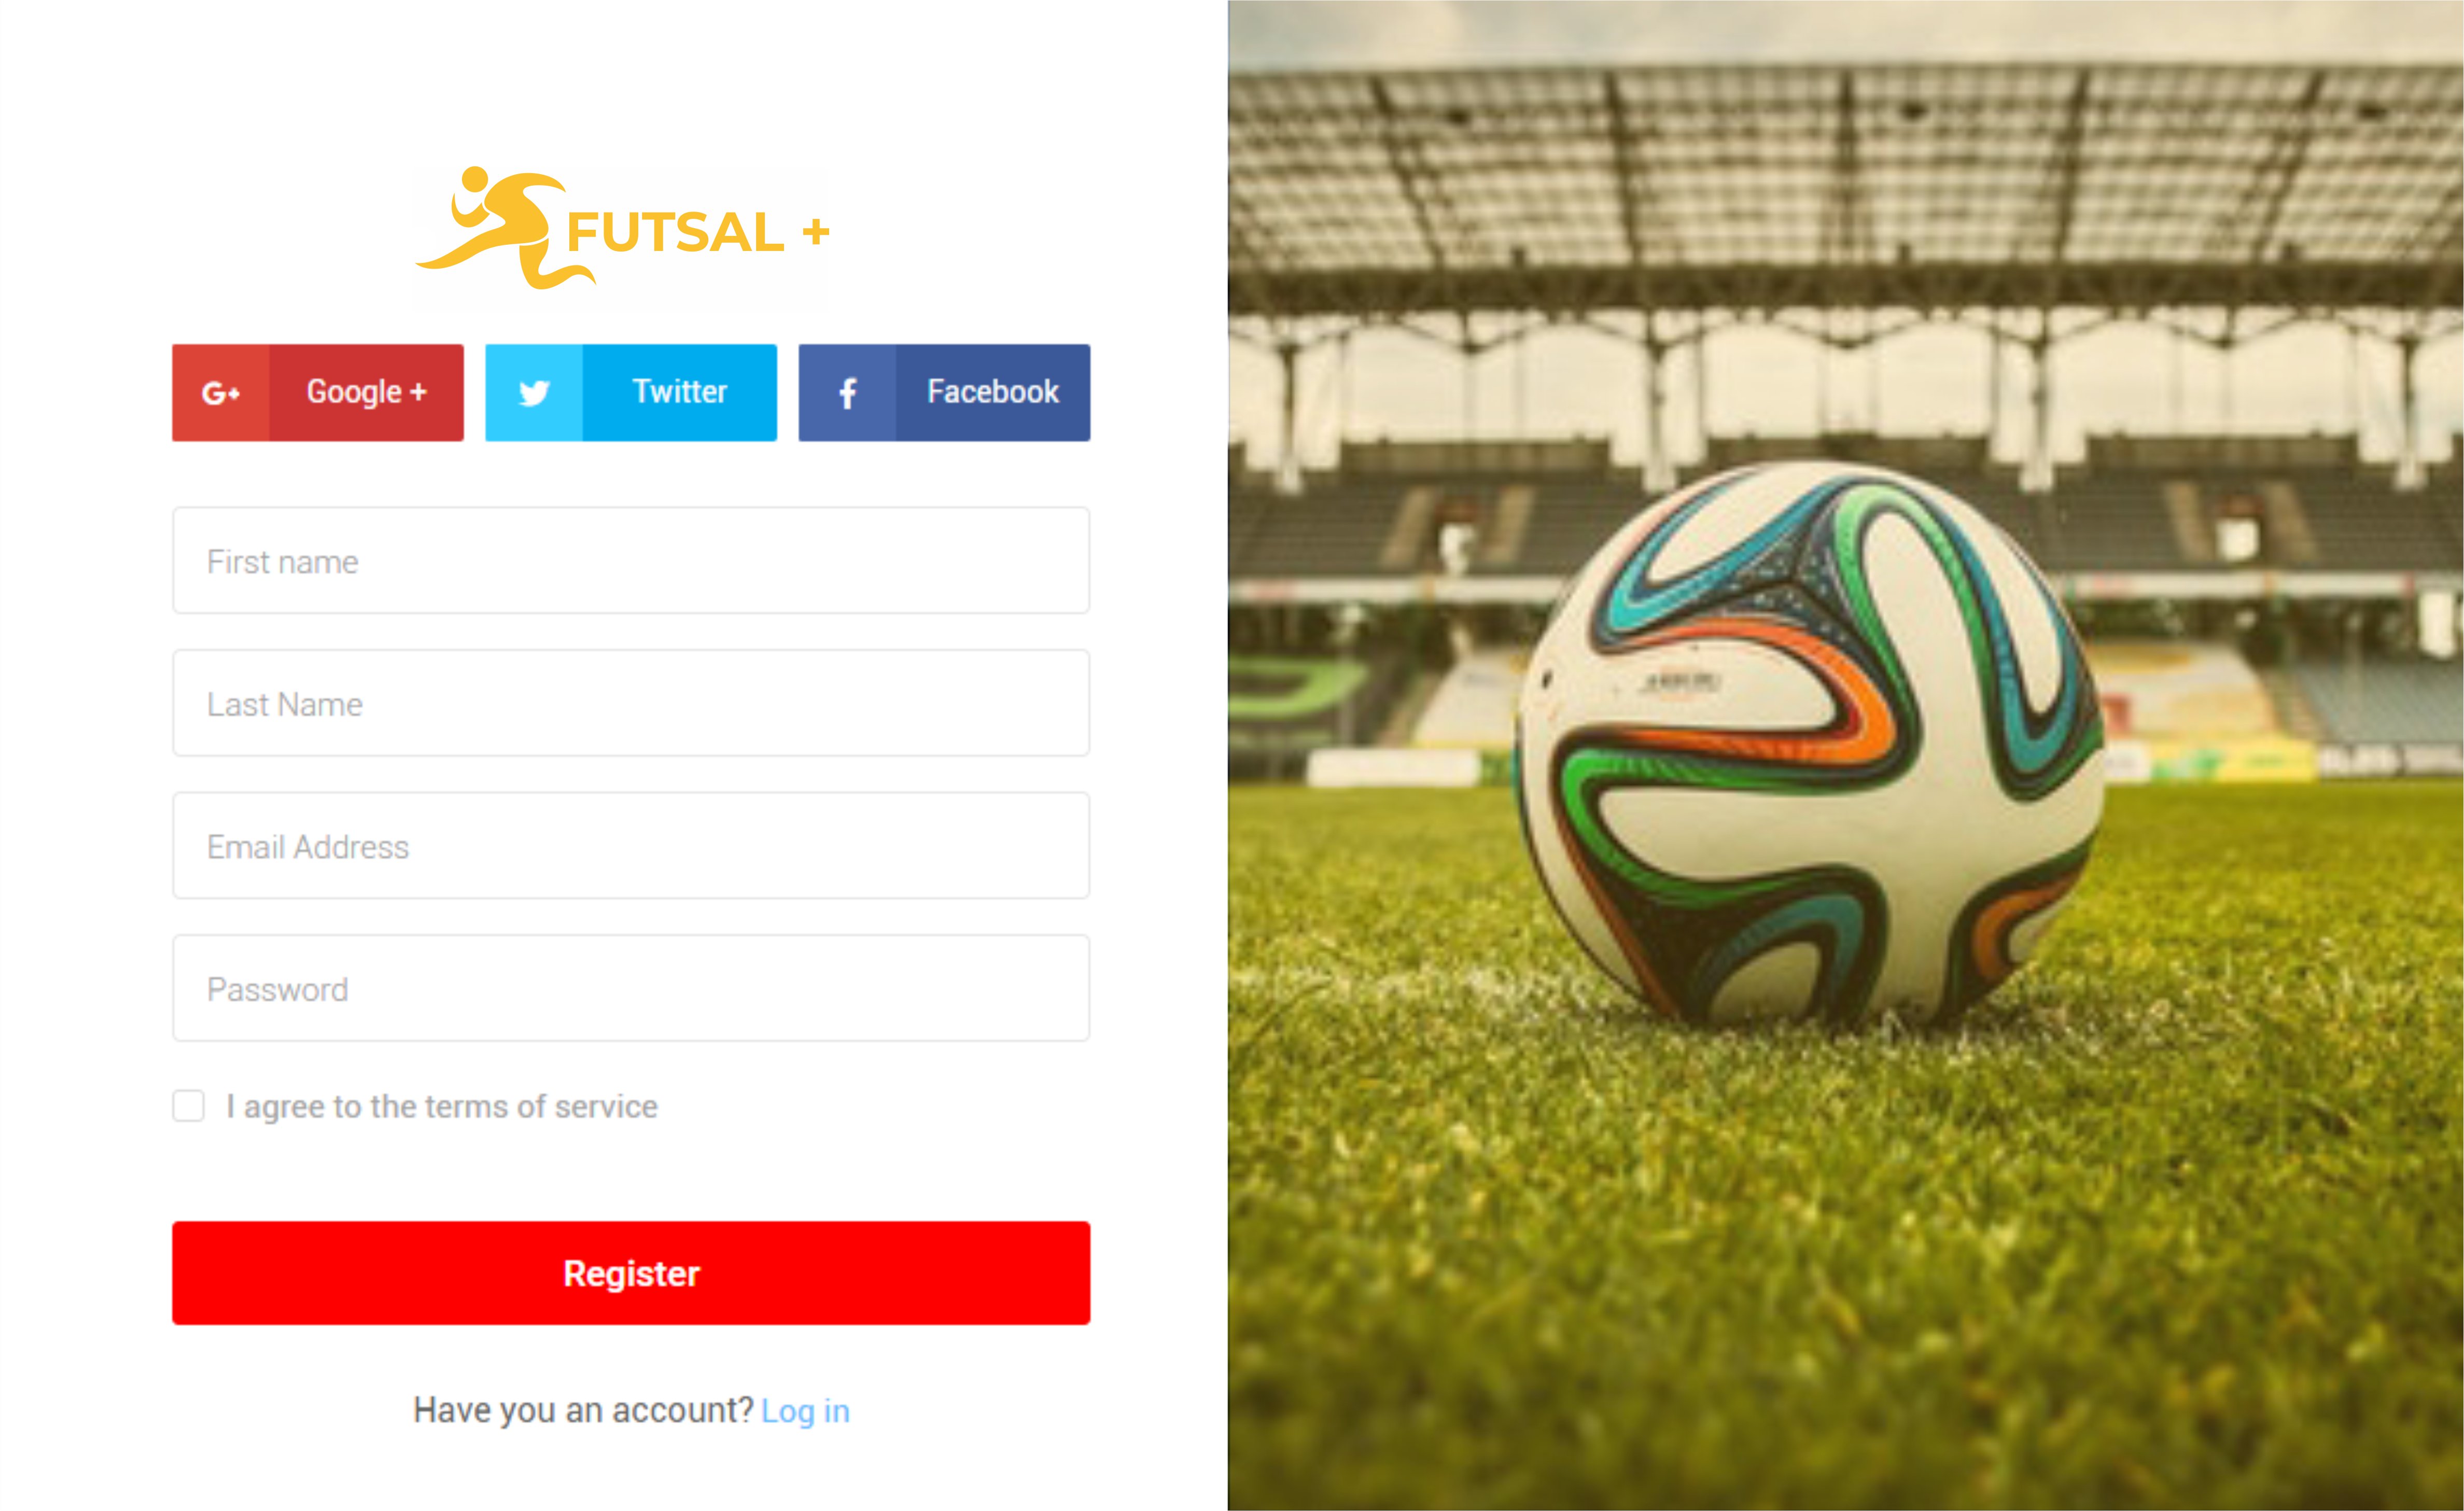 FUTSAL +
G+ Google + Twitter f Facebook
First name
Last Name
Email Address
Password
I agree to the terms of service
Register
Have you an account? Log in